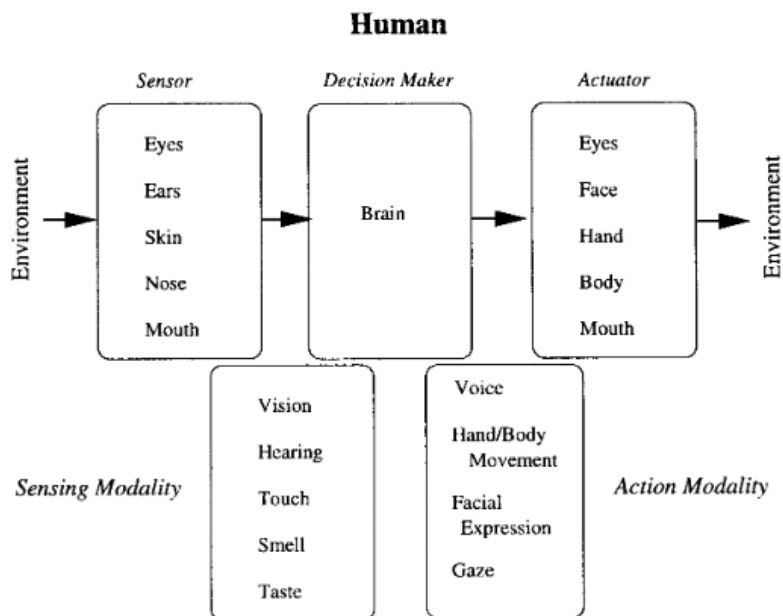 Human
Sensor
Decision Maker
Actuator
Environment
Eyes
Ears
Skin
Nose
Mouth
Brain
Eyes
Face
Hand
Body
Mouth
Environment
Sensing Modality
Vision
Hearing
Touch
Smell
Taste
Voice
Hand/Body
Movement
Facial
Expression
Gaze
Action Modality